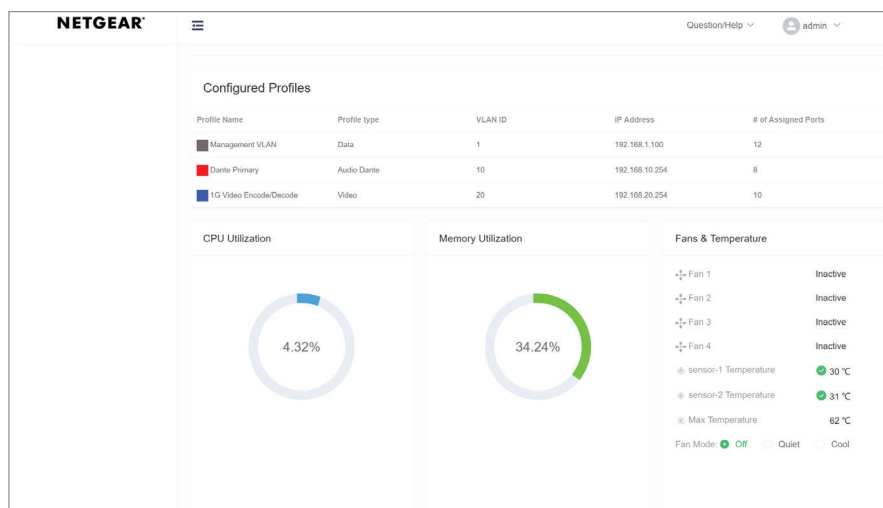 NETGEAR®
Question/Help
admin
Configured Profiles
Profile Name Profile type VLAN ID IP Address # of Assigned Ports
Management VLAN Data 1 192.168.1.100 12
Dante Primary Audio Dante 10 192.168.10.254 8
1G Video Encode/Decode Video 20 192.168.20.254 10
CPU Utilization
4.32%
Memory Utilization
34.24%
Fans & Temperature
Fan 1 Inactive
Fan 2 Inactive
Fan 3 Inactive
Fan 4 Inactive
sensor-1 Temperature 30 ℃
sensor-2 Temperature 31 ℃
Max Temperature 62 ℃
Fan Mode: Off Quiet Cool